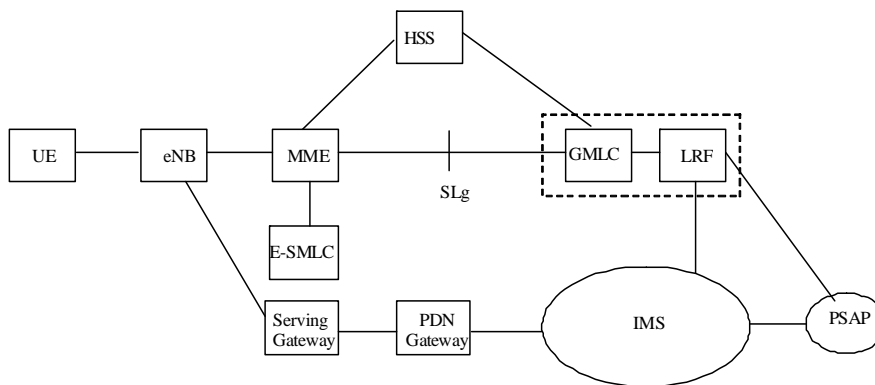 HSS
UE
eNB
MME
GMLC
LRF
SLg
E-SMLC
Serving
Gateway
PDN
Gateway
IMS
PSAP